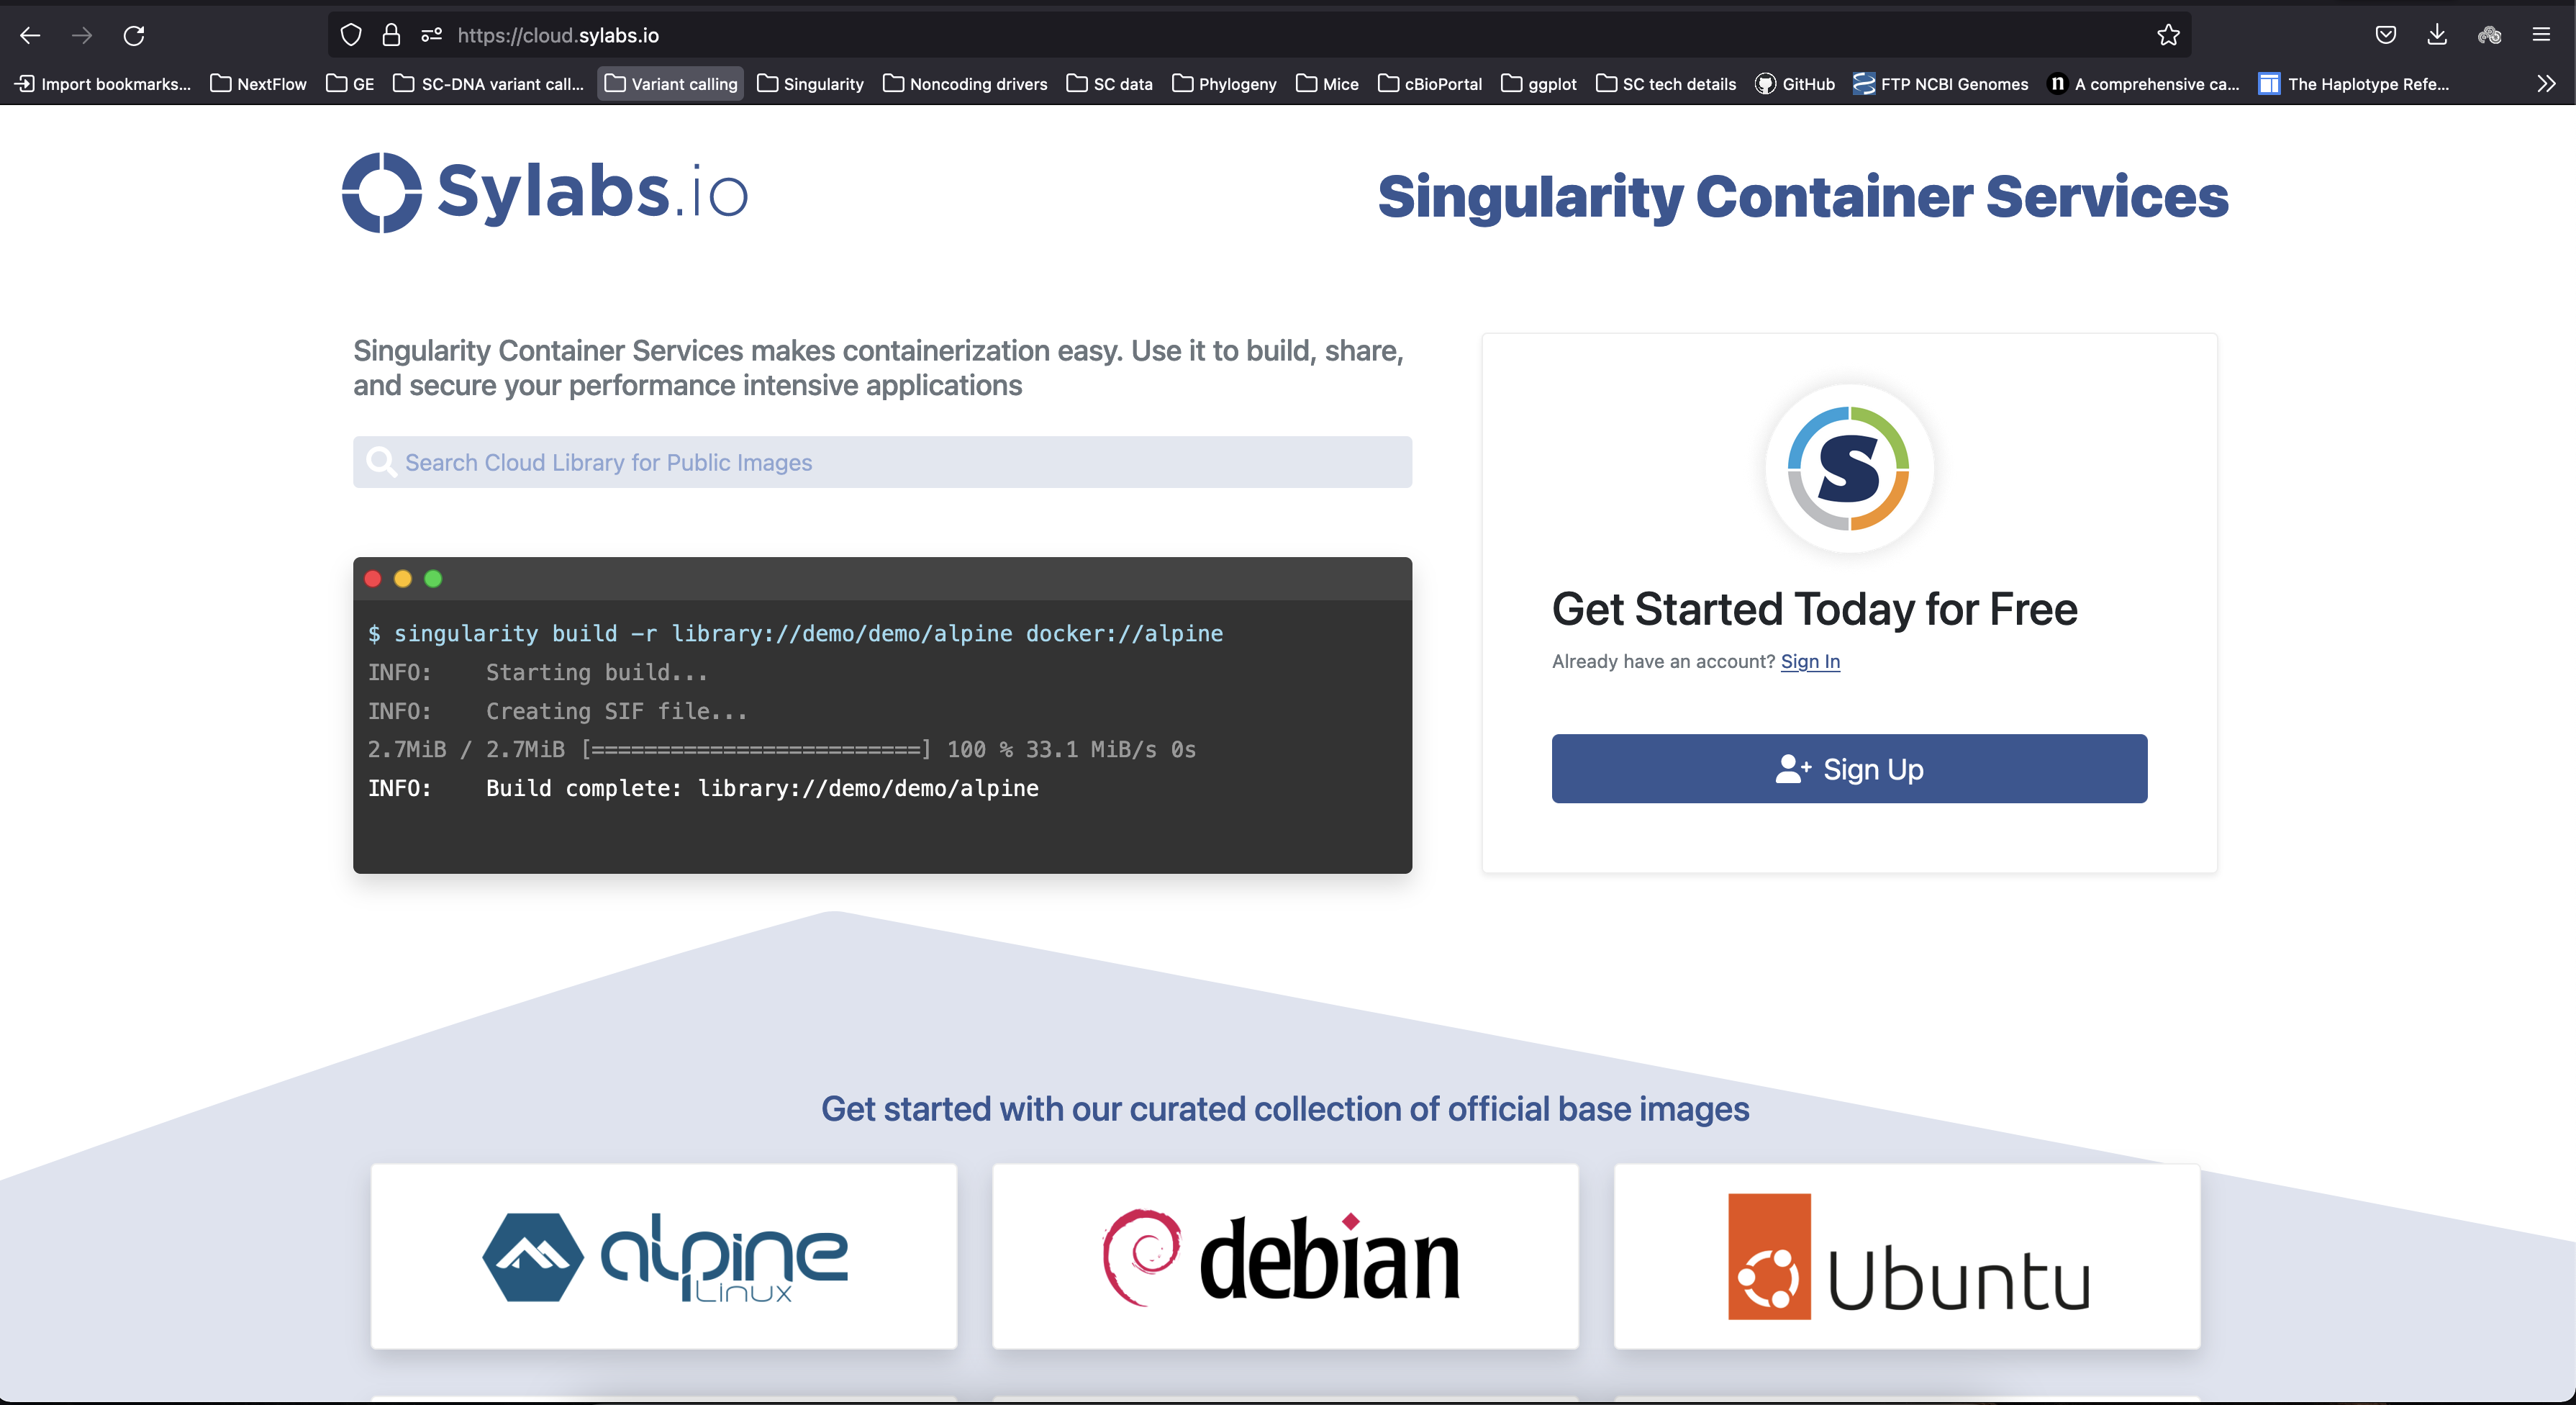 https://cloud.sylabs.io
Import bookmarks... NextFlow GE SC-DNA variant call... Variant calling Singularity Noncoding drivers SC data Phylogeny Mice cBioPortal ggplot SC tech details GitHub FTP NCBI Genomes n A comprehensive ca... The Haplotype Refe...
Sylabs.io
Singularity Container Services
Singularity Container Services makes containerization easy. Use it to build, share,
and secure your performance intensive applications
Search Cloud Library for Public Images
$ singularity build -r library://demo/demo/alpine docker://alpine
INFO: Starting build...
INFO: Creating SIF file...
2.7MiB / 2.7MiB [=========================] 100 % 33.1 MiB/s 0s
INFO: Build complete: library://demo/demo/alpine
S
Get Started Today for Free
Already have an account? Sign In
Sign Up
Get started with our curated collection of official base images
alpine
Linux
debian
Ubuntu